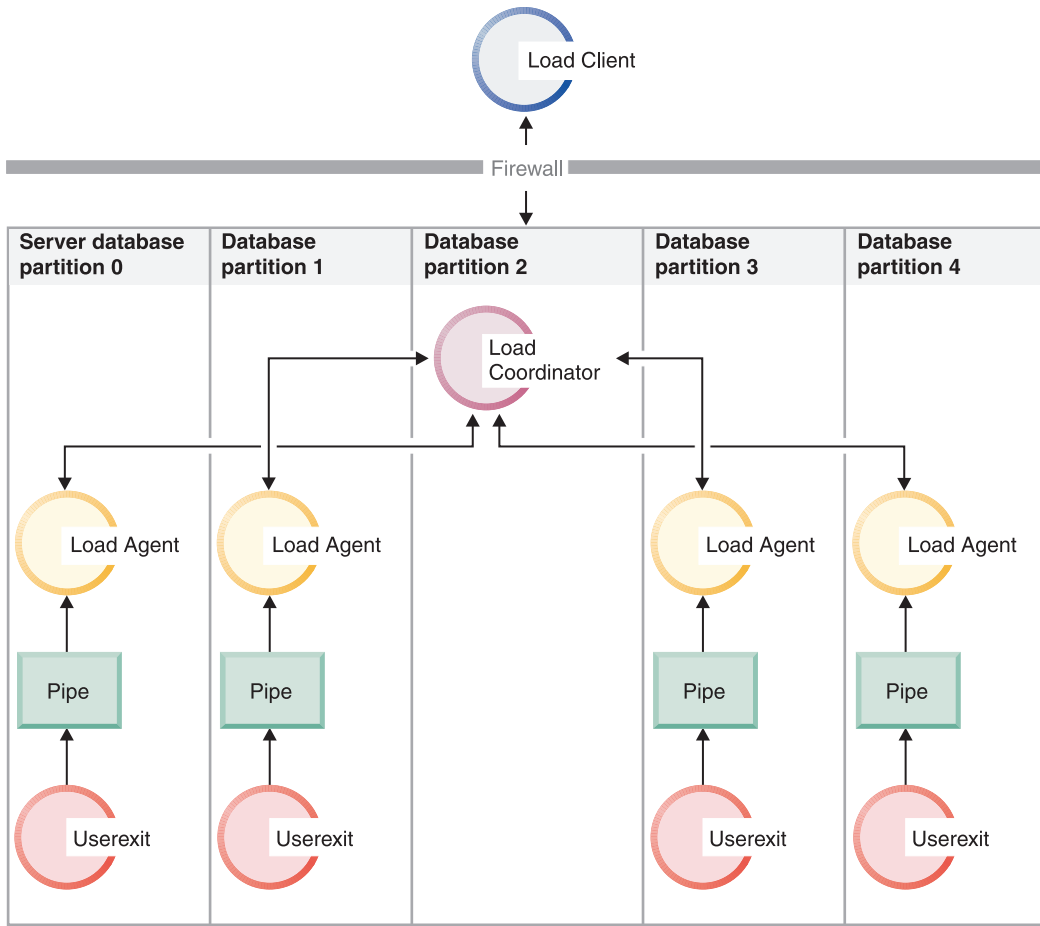 Load Client
Firewall
Server database
partition 0
Database
partition 1
Database
partition 2
Database
partition 3
Database
partition 4
Load
Coordinator
Load Agent
Load Agent
Load Agent
Load Agent
Pipe
Pipe
Pipe
Pipe
Userexit
Userexit
Userexit
Userexit